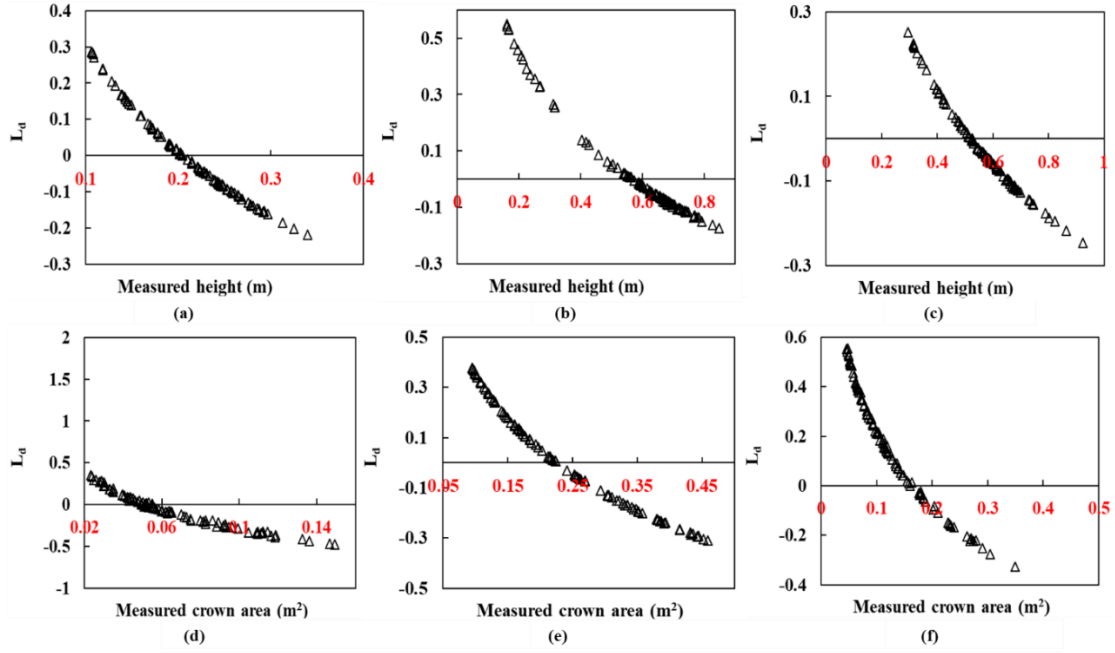 0.4
0.3
0.2
0.1
0
-0.1
-0.2
-0.3
0.1 0.2 0.3 0.4
L_d
Measured height (m)
(a)
0.5
0.3
0.1
-0.1
-0.3
0 0.2 0.4 0.6 0.8
L_d
Measured height (m)
(b)
0.3
0.1
-0.1
-0.3
0 0.2 0.4 0.6 0.8 1
L_d
Measured height (m)
(c)
2
1.5
1
0.5
0
-0.5
-1
0.02 0.06 0.1 0.14
L_d
Measured crown area (m²)
(d)
0.5
0.3
0.1
-0.1
-0.3
-0.5
0.05 0.15 0.25 0.35 0.45
L_d
Measured crown area (m²)
(e)
0.6
0.4
0.2
0
-0.2
-0.4
0 0.1 0.2 0.3 0.4 0.5
L_d
Measured crown area (m²)
(f)